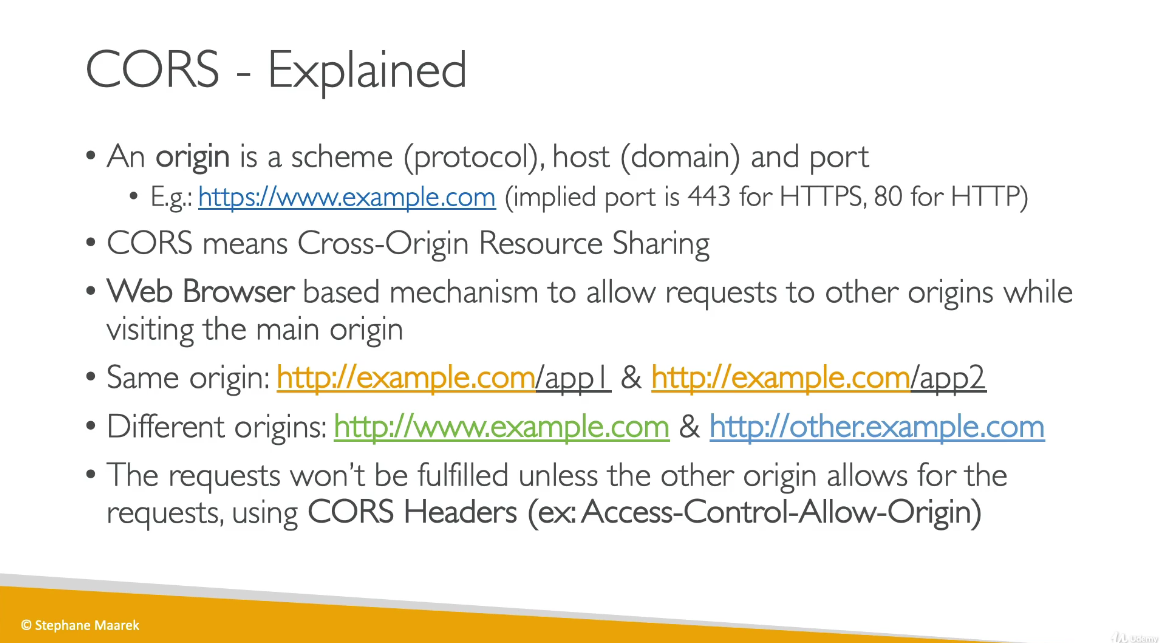 CORS - Explained
• An origin is a scheme (protocol), host (domain) and port
• E.g.: https://www.example.com (implied port is 443 for HTTPS, 80 for HTTP)
• CORS means Cross-Origin Resource Sharing
• Web Browser based mechanism to allow requests to other origins while
visiting the main origin
• Same origin: http://example.com/app1 & http://example.com/app2
• Different origins: http://www.example.com & http://other.example.com
• The requests won't be fulfilled unless the other origin allows for the
requests, using CORS Headers (ex: Access-Control-Allow-Origin)
© Stephane Maarek
Udemy